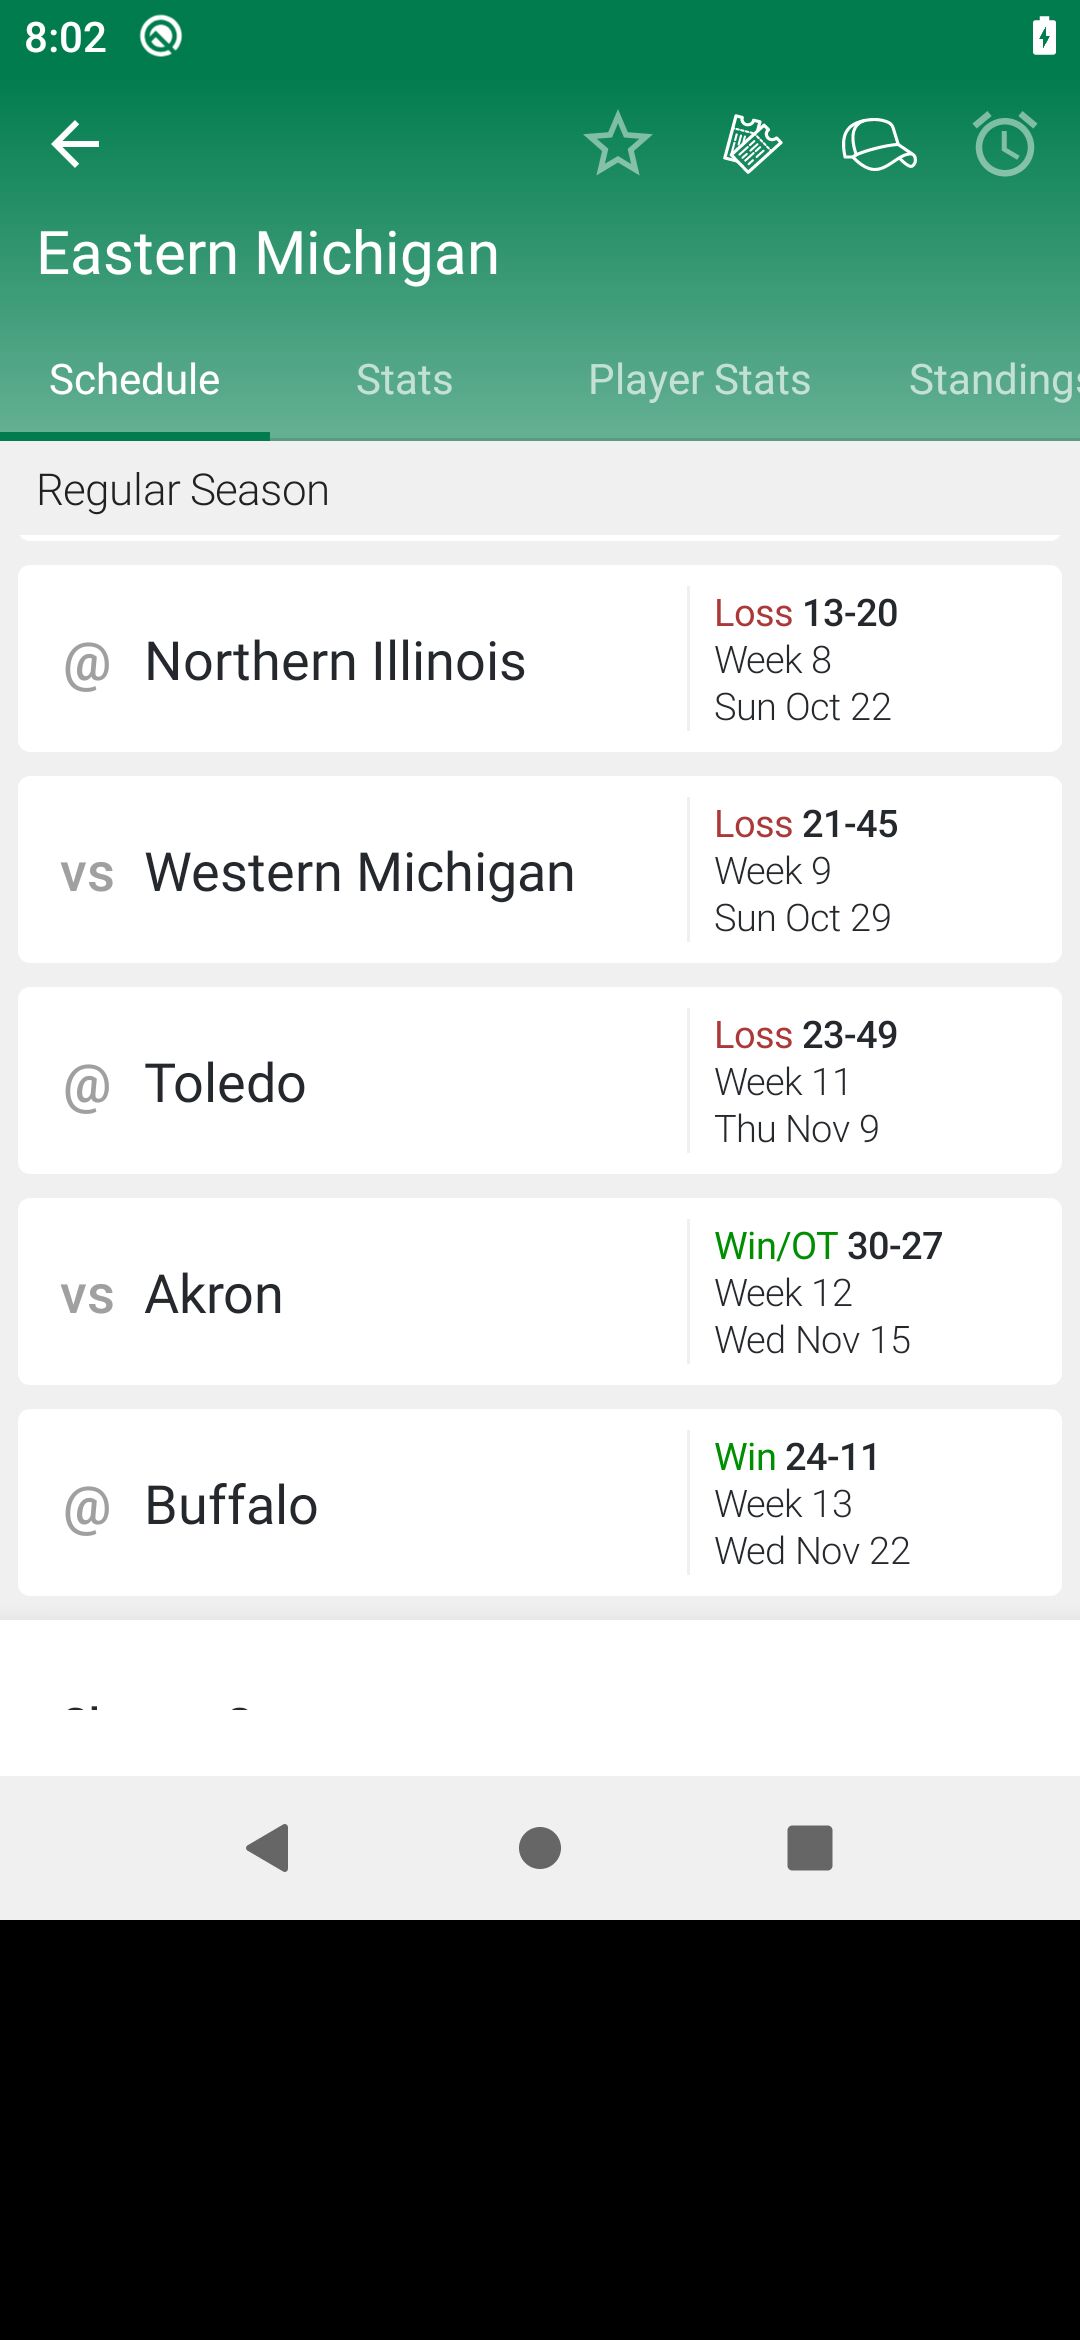 8:02
Eastern Michigan
Schedule Stats Player Stats Standings
Regular Season
@ Northern Illinois
Loss 13-20
Week 8
Sun Oct 22
vs Western Michigan
Loss 21-45
Week 9
Sun Oct 29
@ Toledo
Loss 23-49
Week 11
Thu Nov 9
vs Akron
Win/OT 30-27
Week 12
Wed Nov 15
@ Buffalo
Win 24-11
Week 13
Wed Nov 22